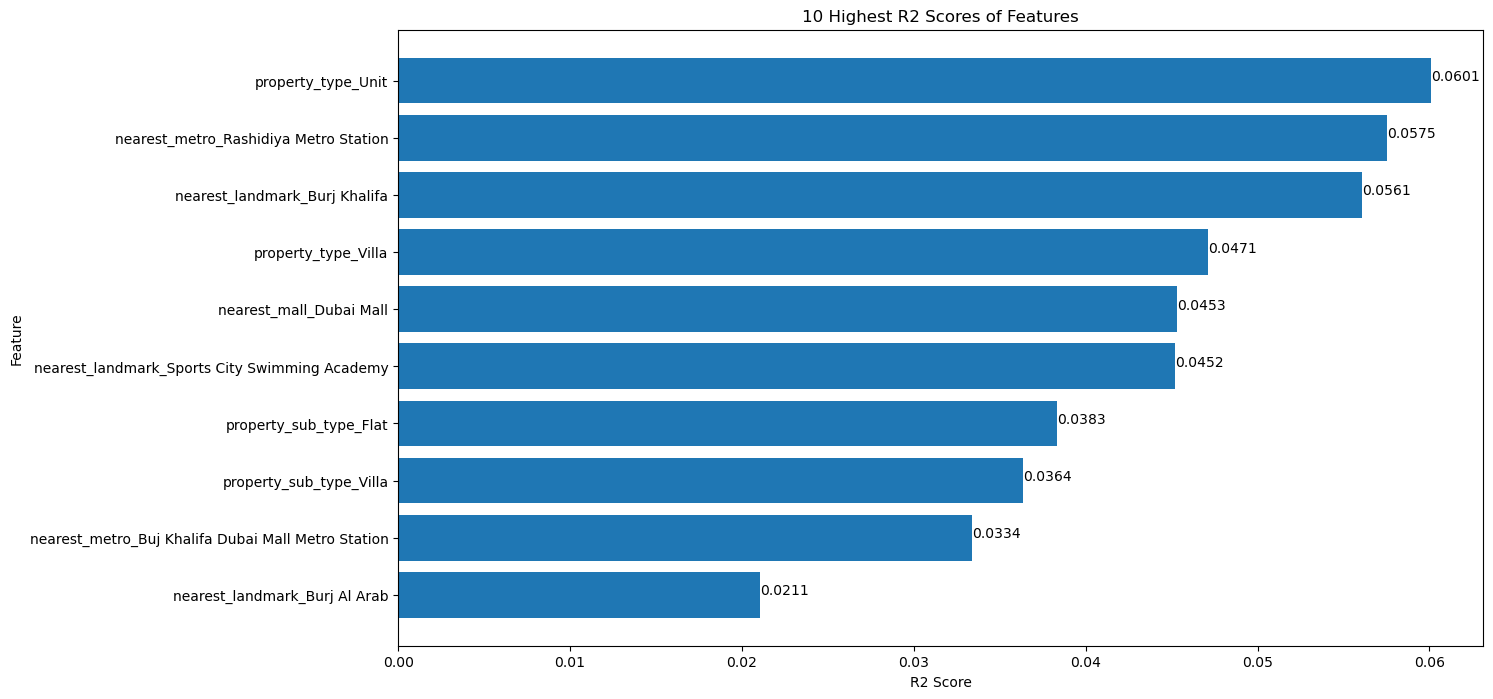 10 Highest R2 Scores of Features
property_type_Unit
0.0601
nearest_metro_Rashidiya Metro Station
0.0575
nearest_landmark_Burj Khalifa
0.0561
property_type_Villa
0.0471
nearest_mall_Dubai Mall
0.0453
nearest_landmark_Sports City Swimming Academy
0.0452
property_sub_type_Flat
0.0383
property_sub_type_Villa
0.0364
nearest_metro_Buj Khalifa Dubai Mall Metro Station
0.0334
nearest_landmark_Burj Al Arab
0.0211
Feature
0.00 0.01 0.02 0.03 0.04 0.05 0.06
R2 Score